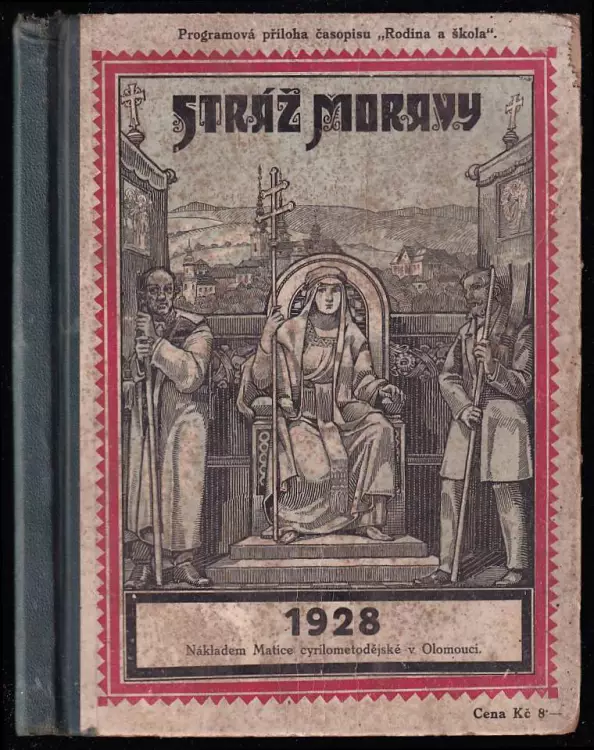 Programová příloha časopisu „Rodina a škola“.
STRÁŽ MORAVY
1928
Nákladem Matice cyrilometodějské v Olomouci.
Cena Kč 8·—